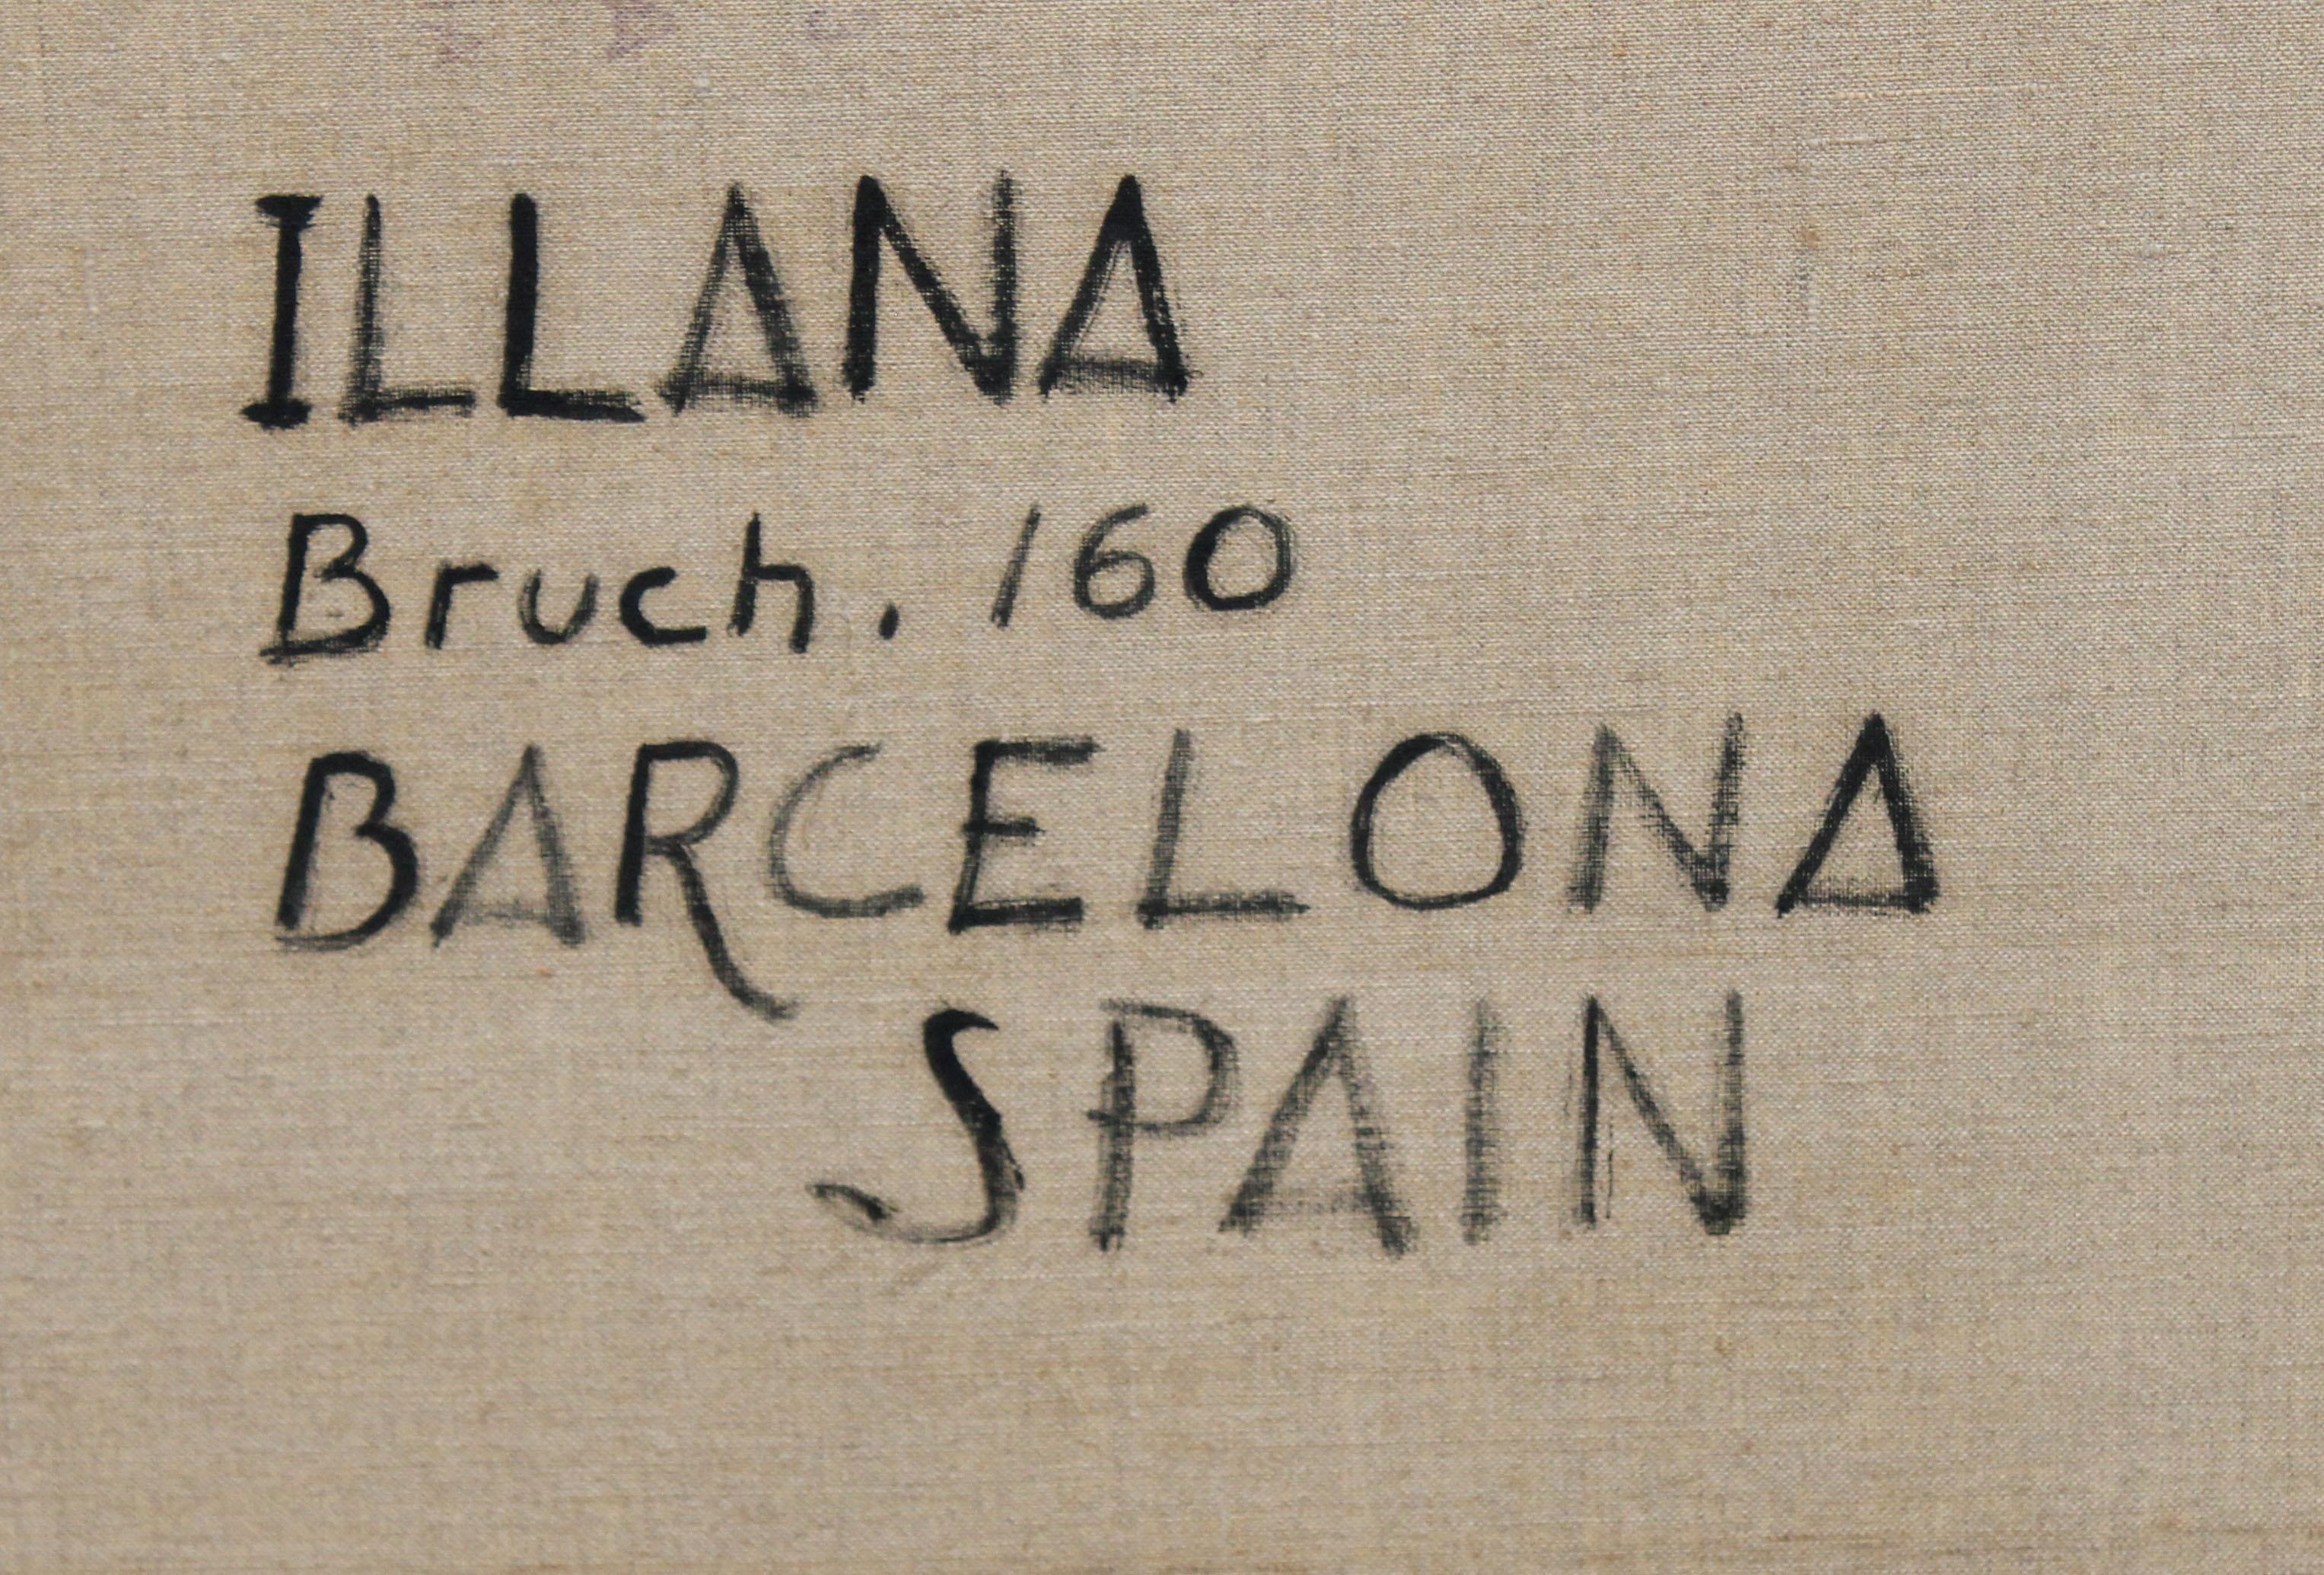 ILLANA
Bruch. 160
BARCELONA
SPAIN